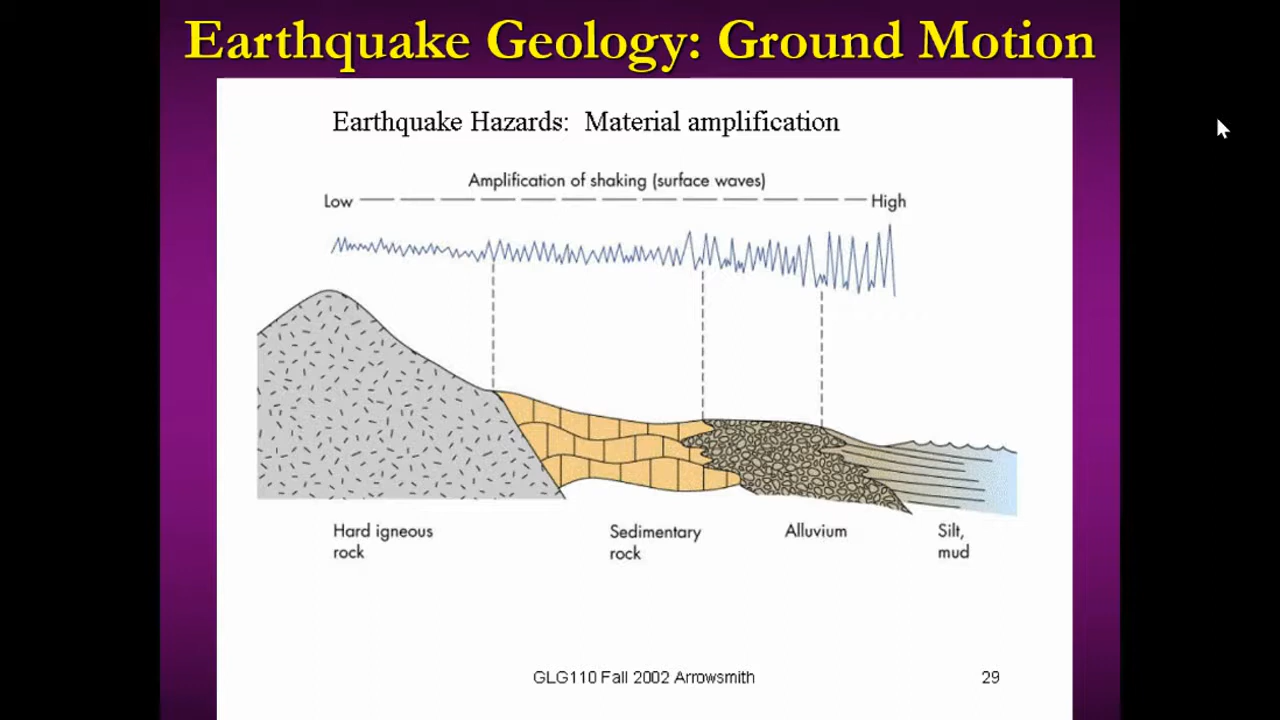 Earthquake Geology: Ground Motion
Earthquake Hazards: Material amplification
Amplification of shaking (surface waves)
Low High
Hard igneous
rock
Sedimentary
rock
Alluvium
Silt,
mud
GLG110 Fall 2002 Arrowsmith 29